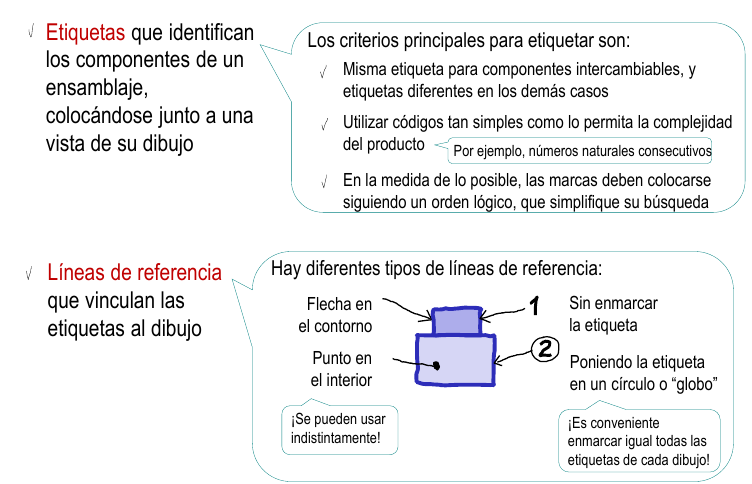 √ Etiquetas que identifican
los componentes de un
ensamblaje,
colocándose junto a una
vista de su dibujo
Los criterios principales para etiquetar son:
√ Misma etiqueta para componentes intercambiables, y
etiquetas diferentes en los demás casos
√ Utilizar códigos tan simples como lo permita la complejidad
del producto
Por ejemplo, números naturales consecutivos
√ En la medida de lo posible, las marcas deben colocarse
siguiendo un orden lógico, que simplifique su búsqueda
√ Líneas de referencia
que vinculan las
etiquetas al dibujo
Hay diferentes tipos de líneas de referencia:
Flecha en
el contorno
Punto en
el interior
¡Se pueden usar
indistintamente!
1
2
Sin enmarcar
la etiqueta
Poniendo la etiqueta
en un círculo o “globo”
¡Es conveniente
enmarcar igual todas las
etiquetas de cada dibujo!